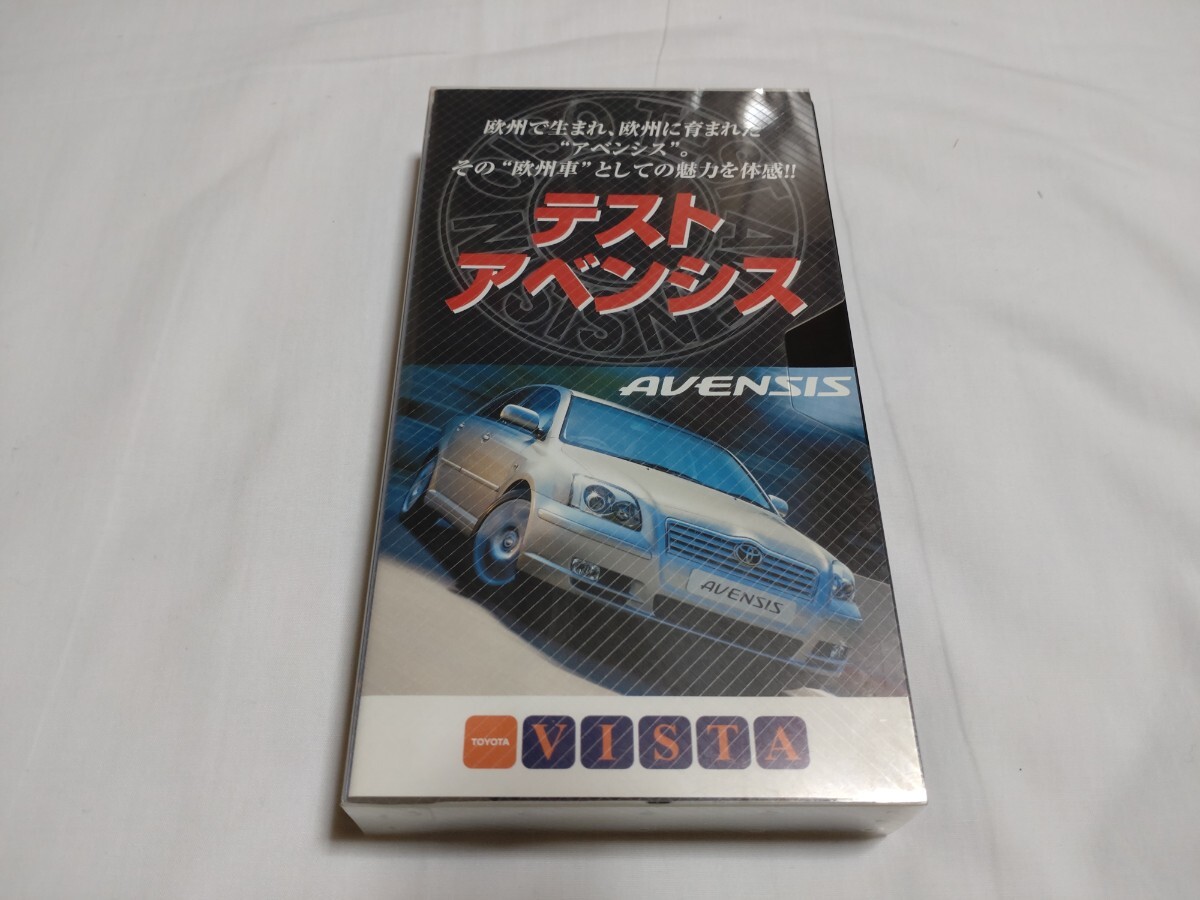 欧州で生まれ、欧州に育まれた
“アベンシス”。
その“欧州車”としての魅力を体感!!
テスト
アベンシス
AVENSIS
AVENSIS
TOYOTA VISTA